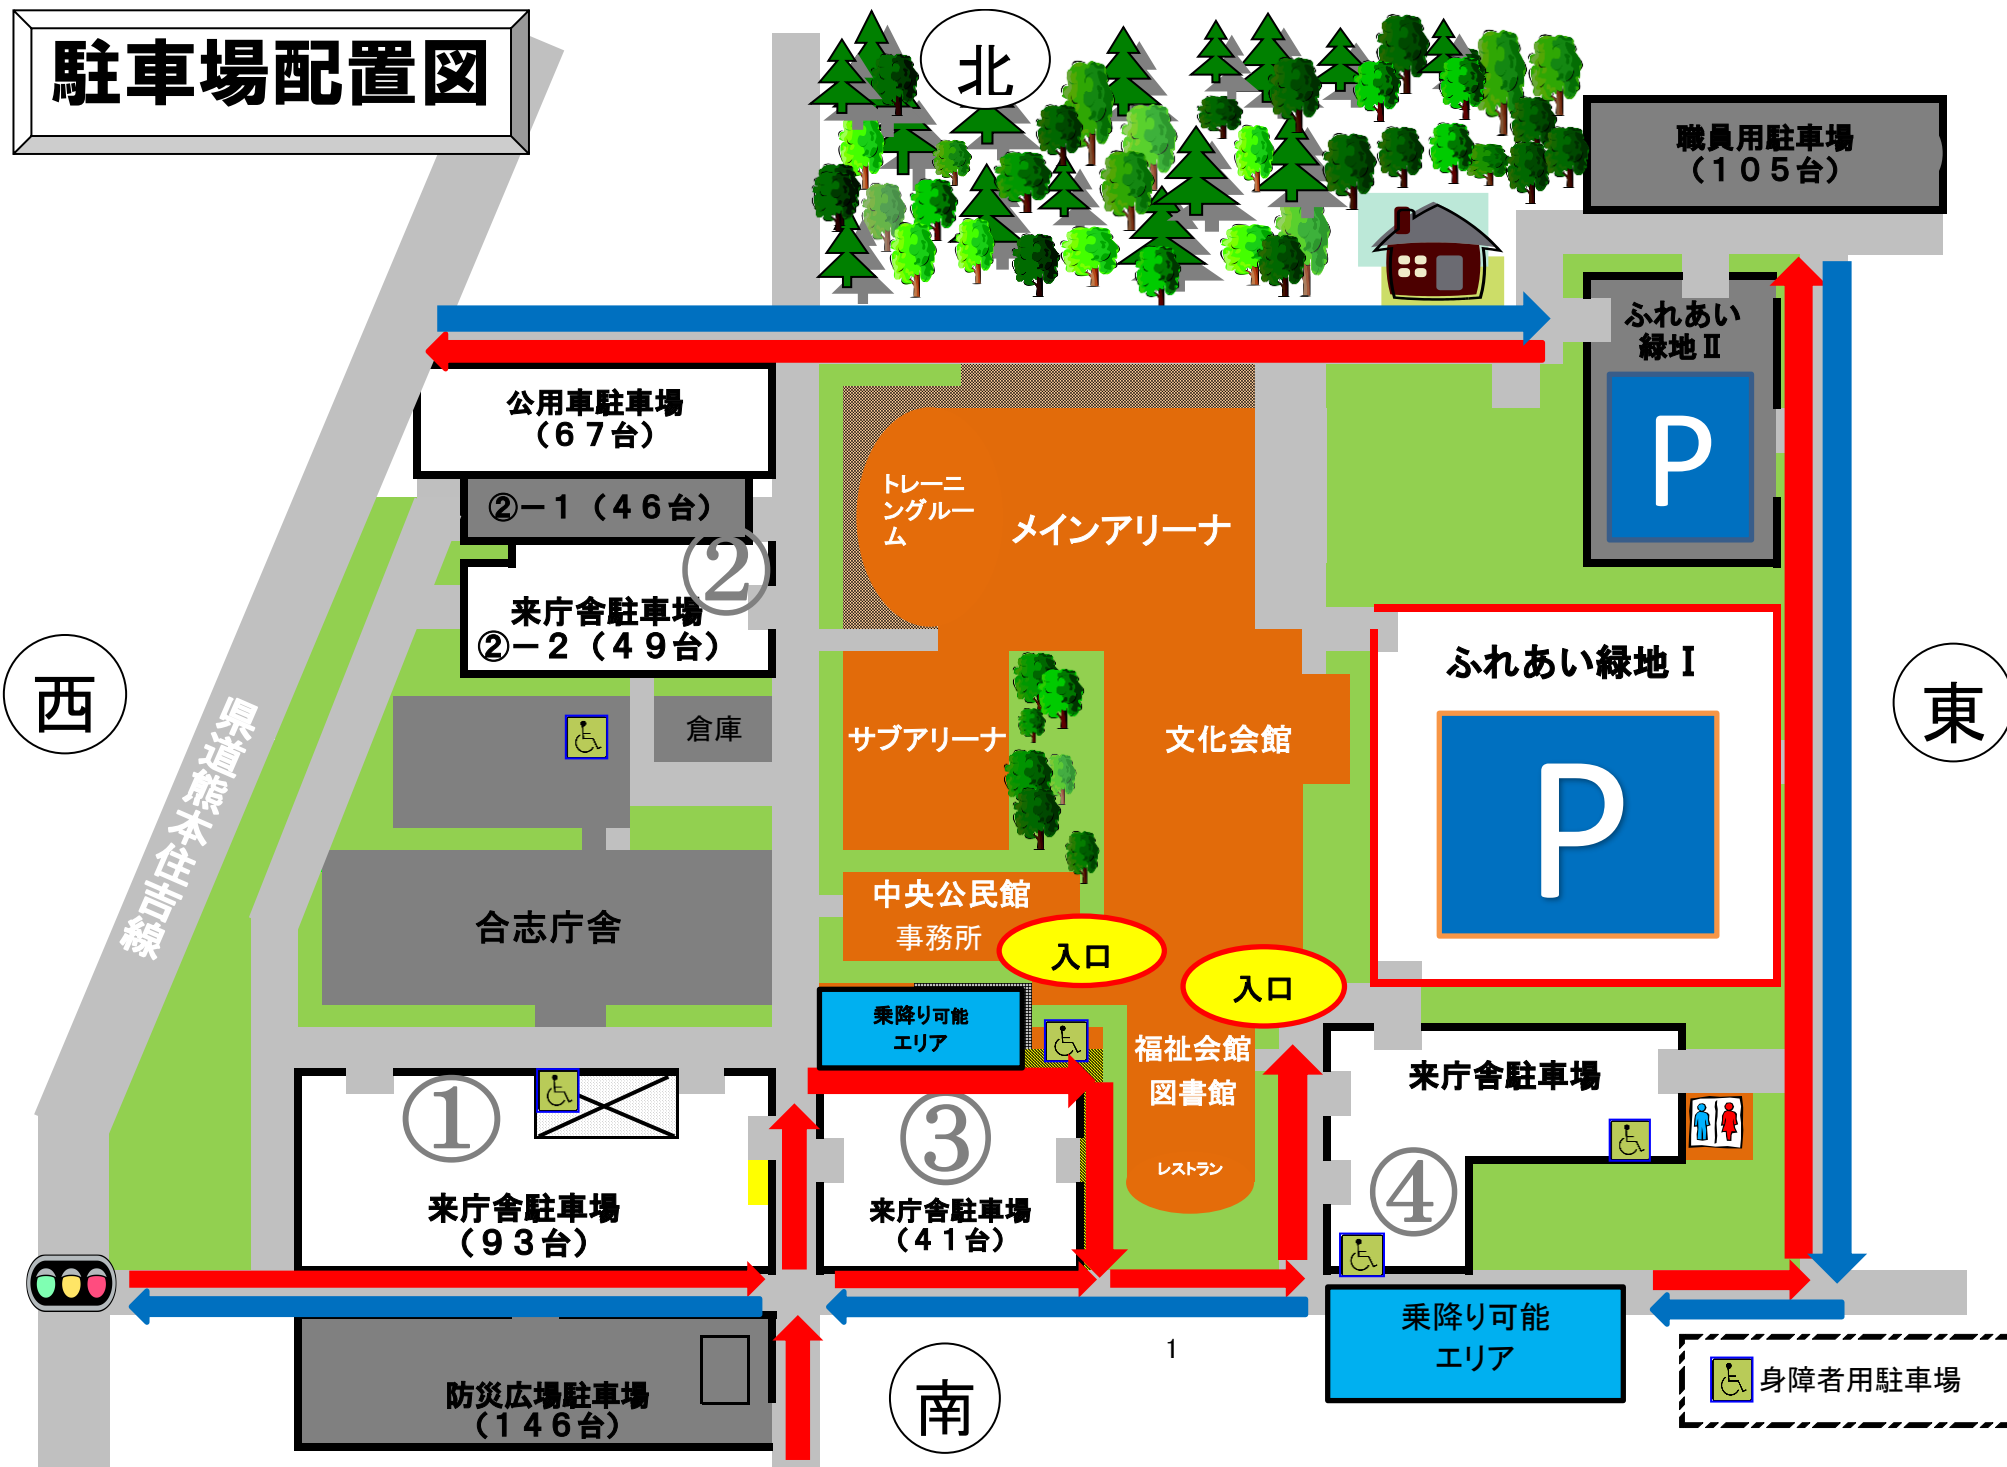 駐車場配置図
北
職員用駐車場
（１０５台）
ふれあい
緑地Ⅱ
P
公用車駐車場
（６７台）
②－１（４６台）
②
来庁舎駐車場
②－２（４９台）
トレーニ
ングルー
ム
メインアリーナ
ふれあい緑地Ⅰ
P
西
東
県道熊本住吉線
倉庫
サブアリーナ
文化会館
合志庁舎
中央公民館
事務所
入口
入口
乗降り可能
エリア
福祉会館
図書館
レストラン
①
来庁舎駐車場
（９３台）
③
来庁舎駐車場
（４１台）
来庁舎駐車場
④
防災広場駐車場
（１４６台）
南
1
乗降り可能
エリア
身障者用駐車場